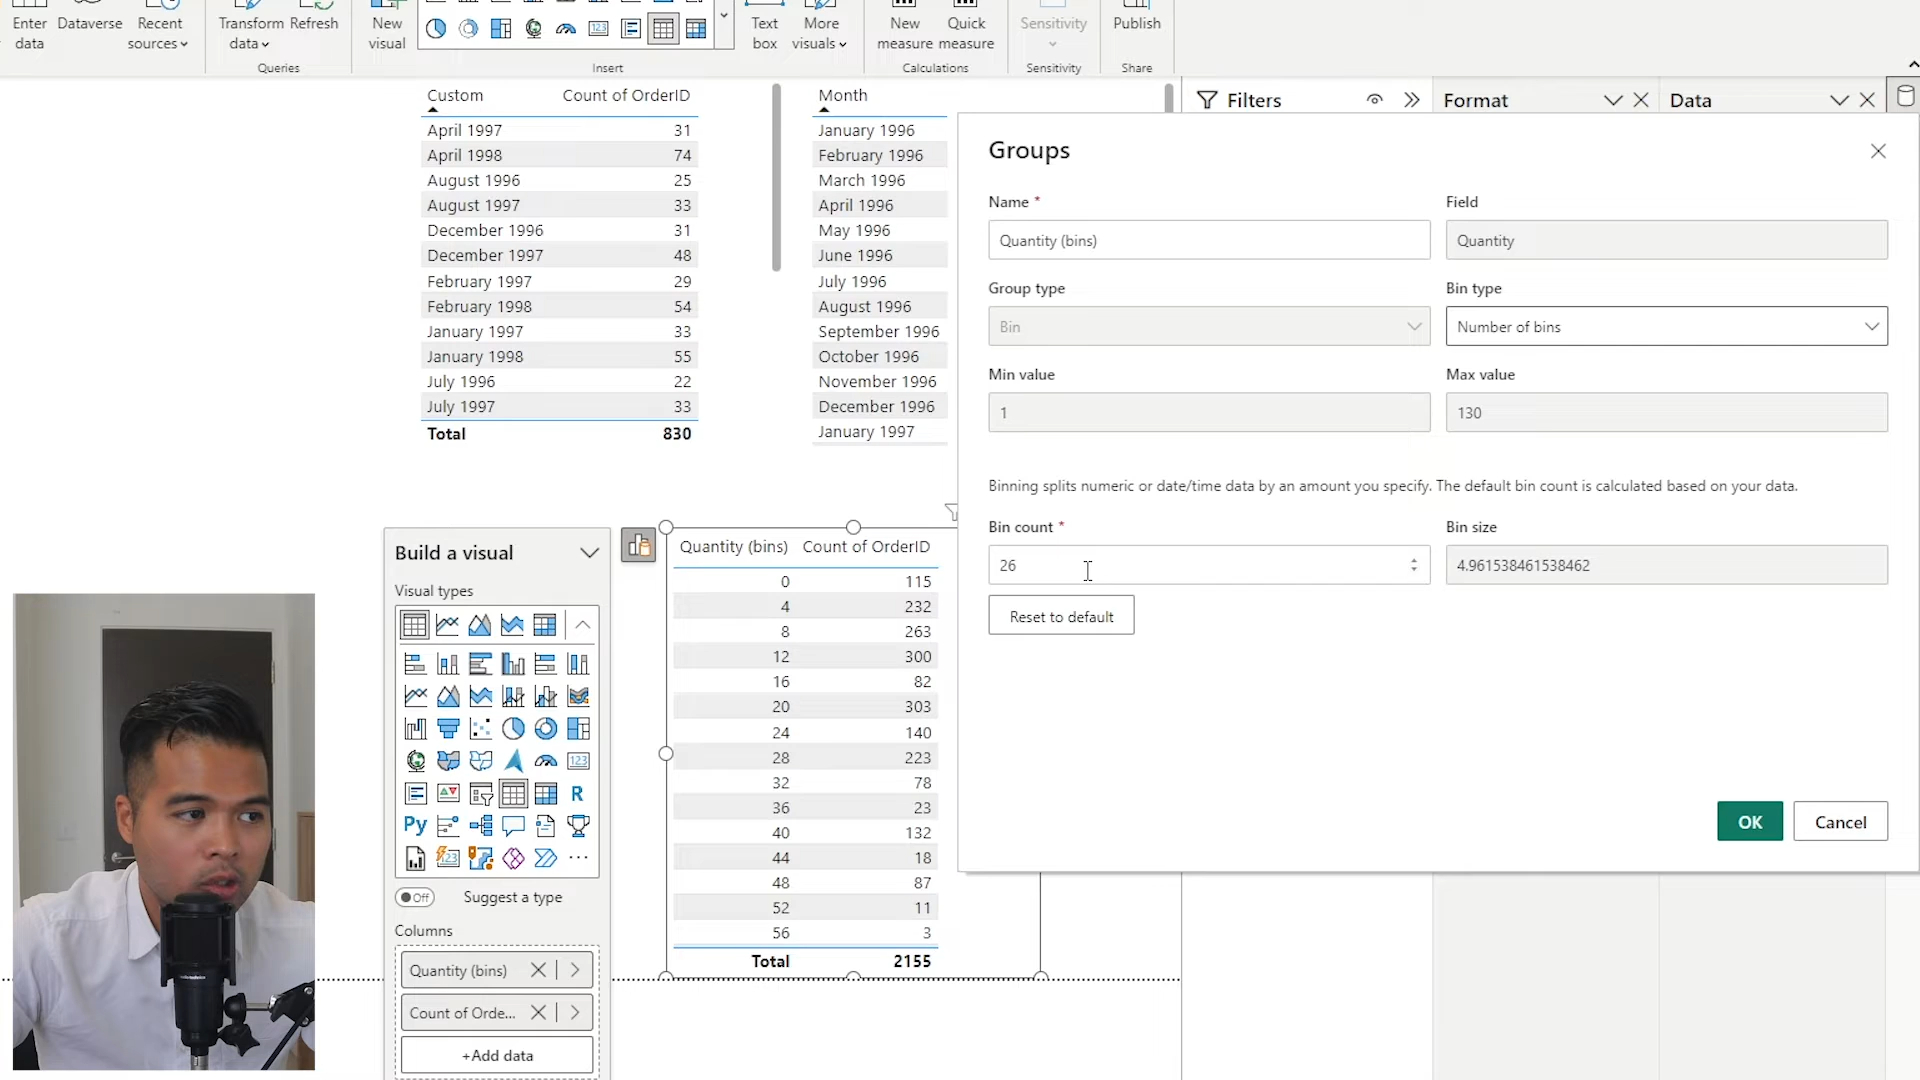 Enter data
Dataverse
Recent sources
Transform data
Refresh
Queries
New visual
Insert
Text box
More visuals
New measure
Quick measure
Calculations
Sensitivity
Sensitivity
Publish
Share
Custom Count of OrderID
April 1997 31
April 1998 74
August 1996 25
August 1997 33
December 1996 31
December 1997 48
February 1997 29
February 1998 54
January 1997 33
January 1998 55
July 1996 22
July 1997 33
Total 830
Month
January 1996
February 1996
March 1996
April 1996
May 1996
June 1996
July 1996
August 1996
September 1996
October 1996
November 1996
December 1996
January 1997
Filters
Format
Data
Groups
Name *
Quantity (bins)
Field
Quantity
Group type
Bin
Bin type
Number of bins
Min value
1
Max value
130
Binning splits numeric or date/time data by an amount you specify. The default bin count is calculated based on your data.
Bin count *
26
Bin size
4.961538461538462
Reset to default
OK
Cancel
Build a visual
Visual types
123
R
Py
123
Off
Suggest a type
Columns
Quantity (bins)
Count of Orde...
+Add data
Quantity (bins) Count of OrderID
0 115
4 232
8 263
12 300
16 82
20 303
24 140
28 223
32 78
36 23
40 132
44 18
48 87
52 11
56 3
Total 2155